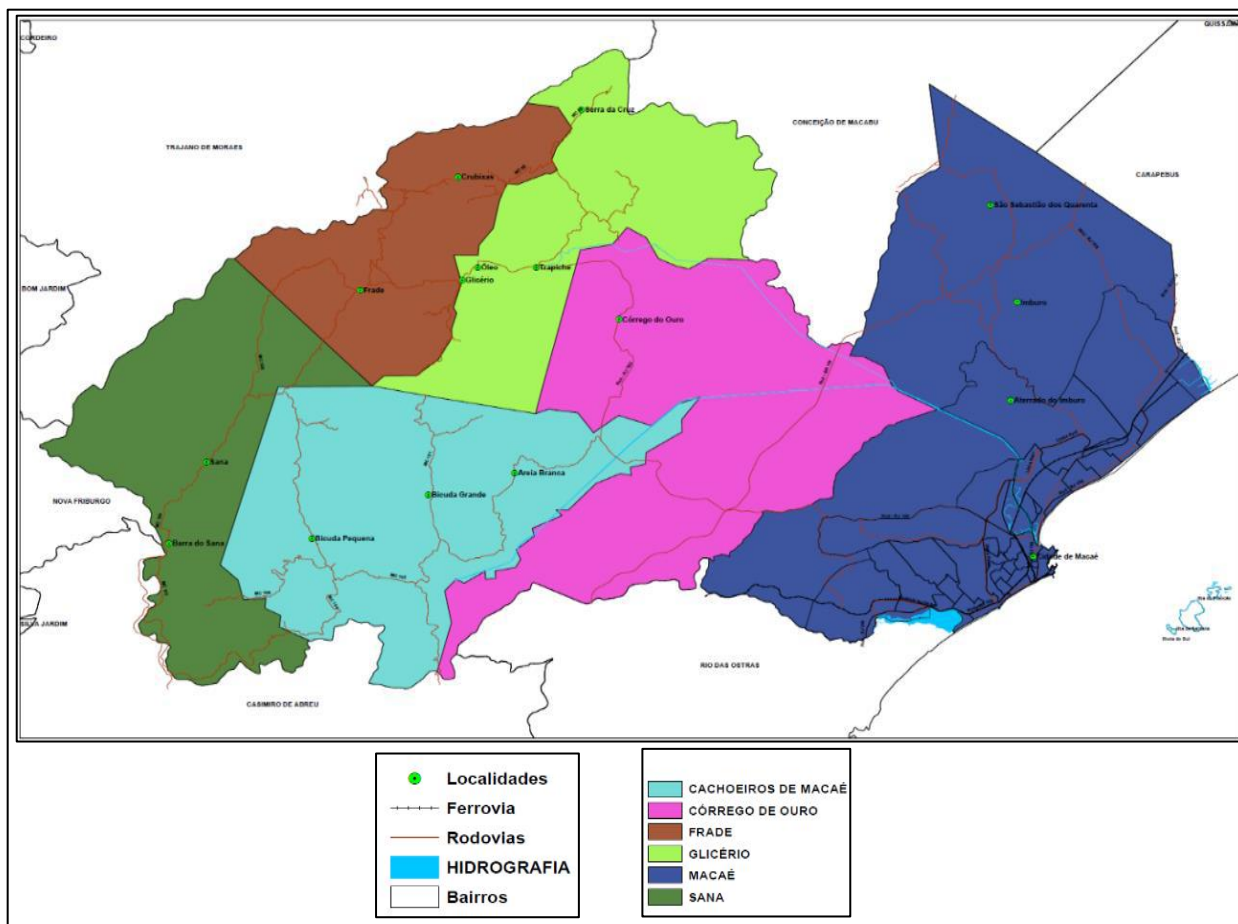 CORDEIRO
QUISSAMÃ
CONCEIÇÃO DE MACABU
TRAJANO DE MORAES
CARAPEBUS
BOM JARDIM
NOVA FRIBURGO
SILVA JARDIM
CASIMIRO DE ABREU
RIO DAS OSTRAS
Serra da Cruz
Crubixas
São Sebastião dos Quarenta
Óleo
Trapiche
Glicério
Frade
Imburo
Córrego do Ouro
Aterrado do Imburo
Sana
Areia Branca
Bicuda Grande
Bicuda Pequena
Barra do Sana
Cidade de Macaé
Localidades
Ferrovia
Rodovias
HIDROGRAFIA
Bairros
CACHOEIROS DE MACAÉ
CÓRREGO DE OURO
FRADE
GLICÉRIO
MACAÉ
SANA